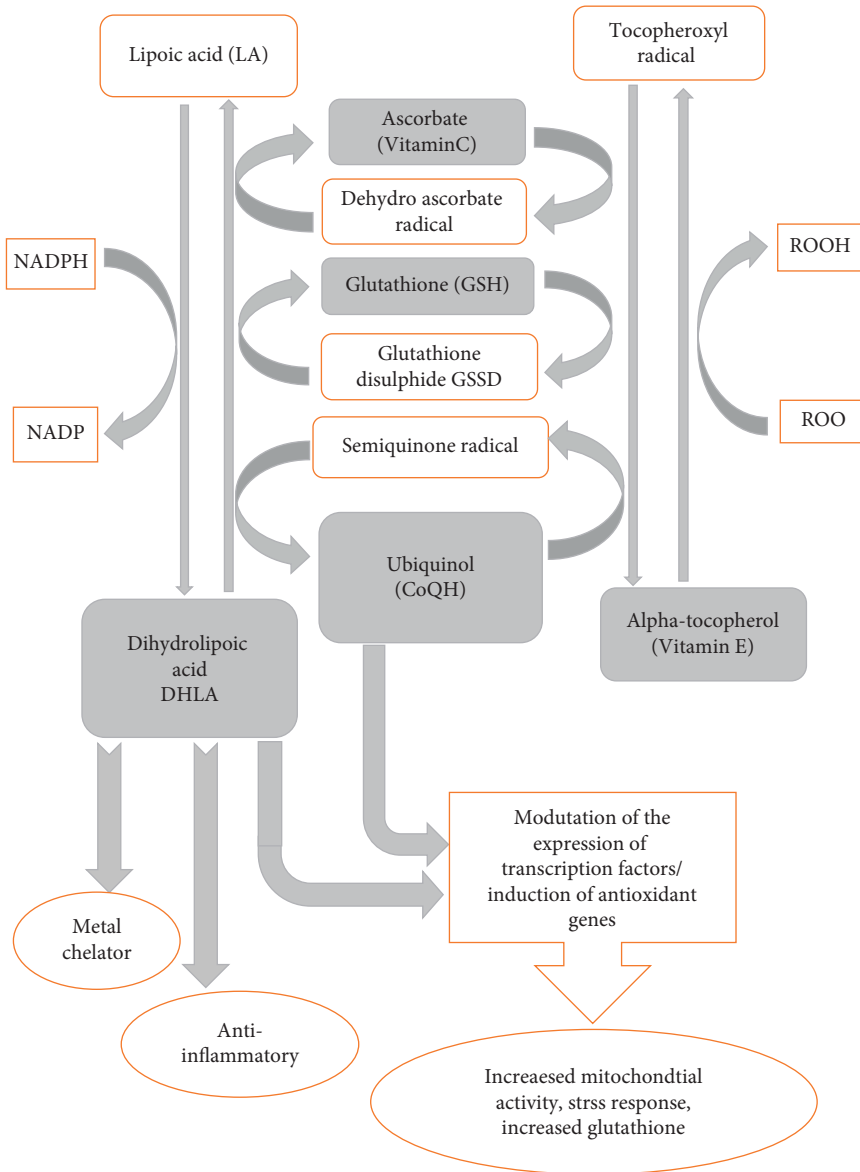 Lipoic acid (LA)
Tocopheroxyl
radical
Ascorbate
(VitaminC)
Dehydro ascorbate
radical
NADPH
ROOH
Glutathione (GSH)
Glutathione
disulphide GSSD
NADP
ROO
Semiquinone radical
Ubiquinol
(CoQH)
Alpha-tocopherol
(Vitamin E)
Dihydrolipoic
acid
DHLA
Modutation of the
expression of
transcription factors/
induction of antioxidant
genes
Metal
chelator
Anti-
inflammatory
Increaesed mitochondtial
activity, strss response,
increased glutathione